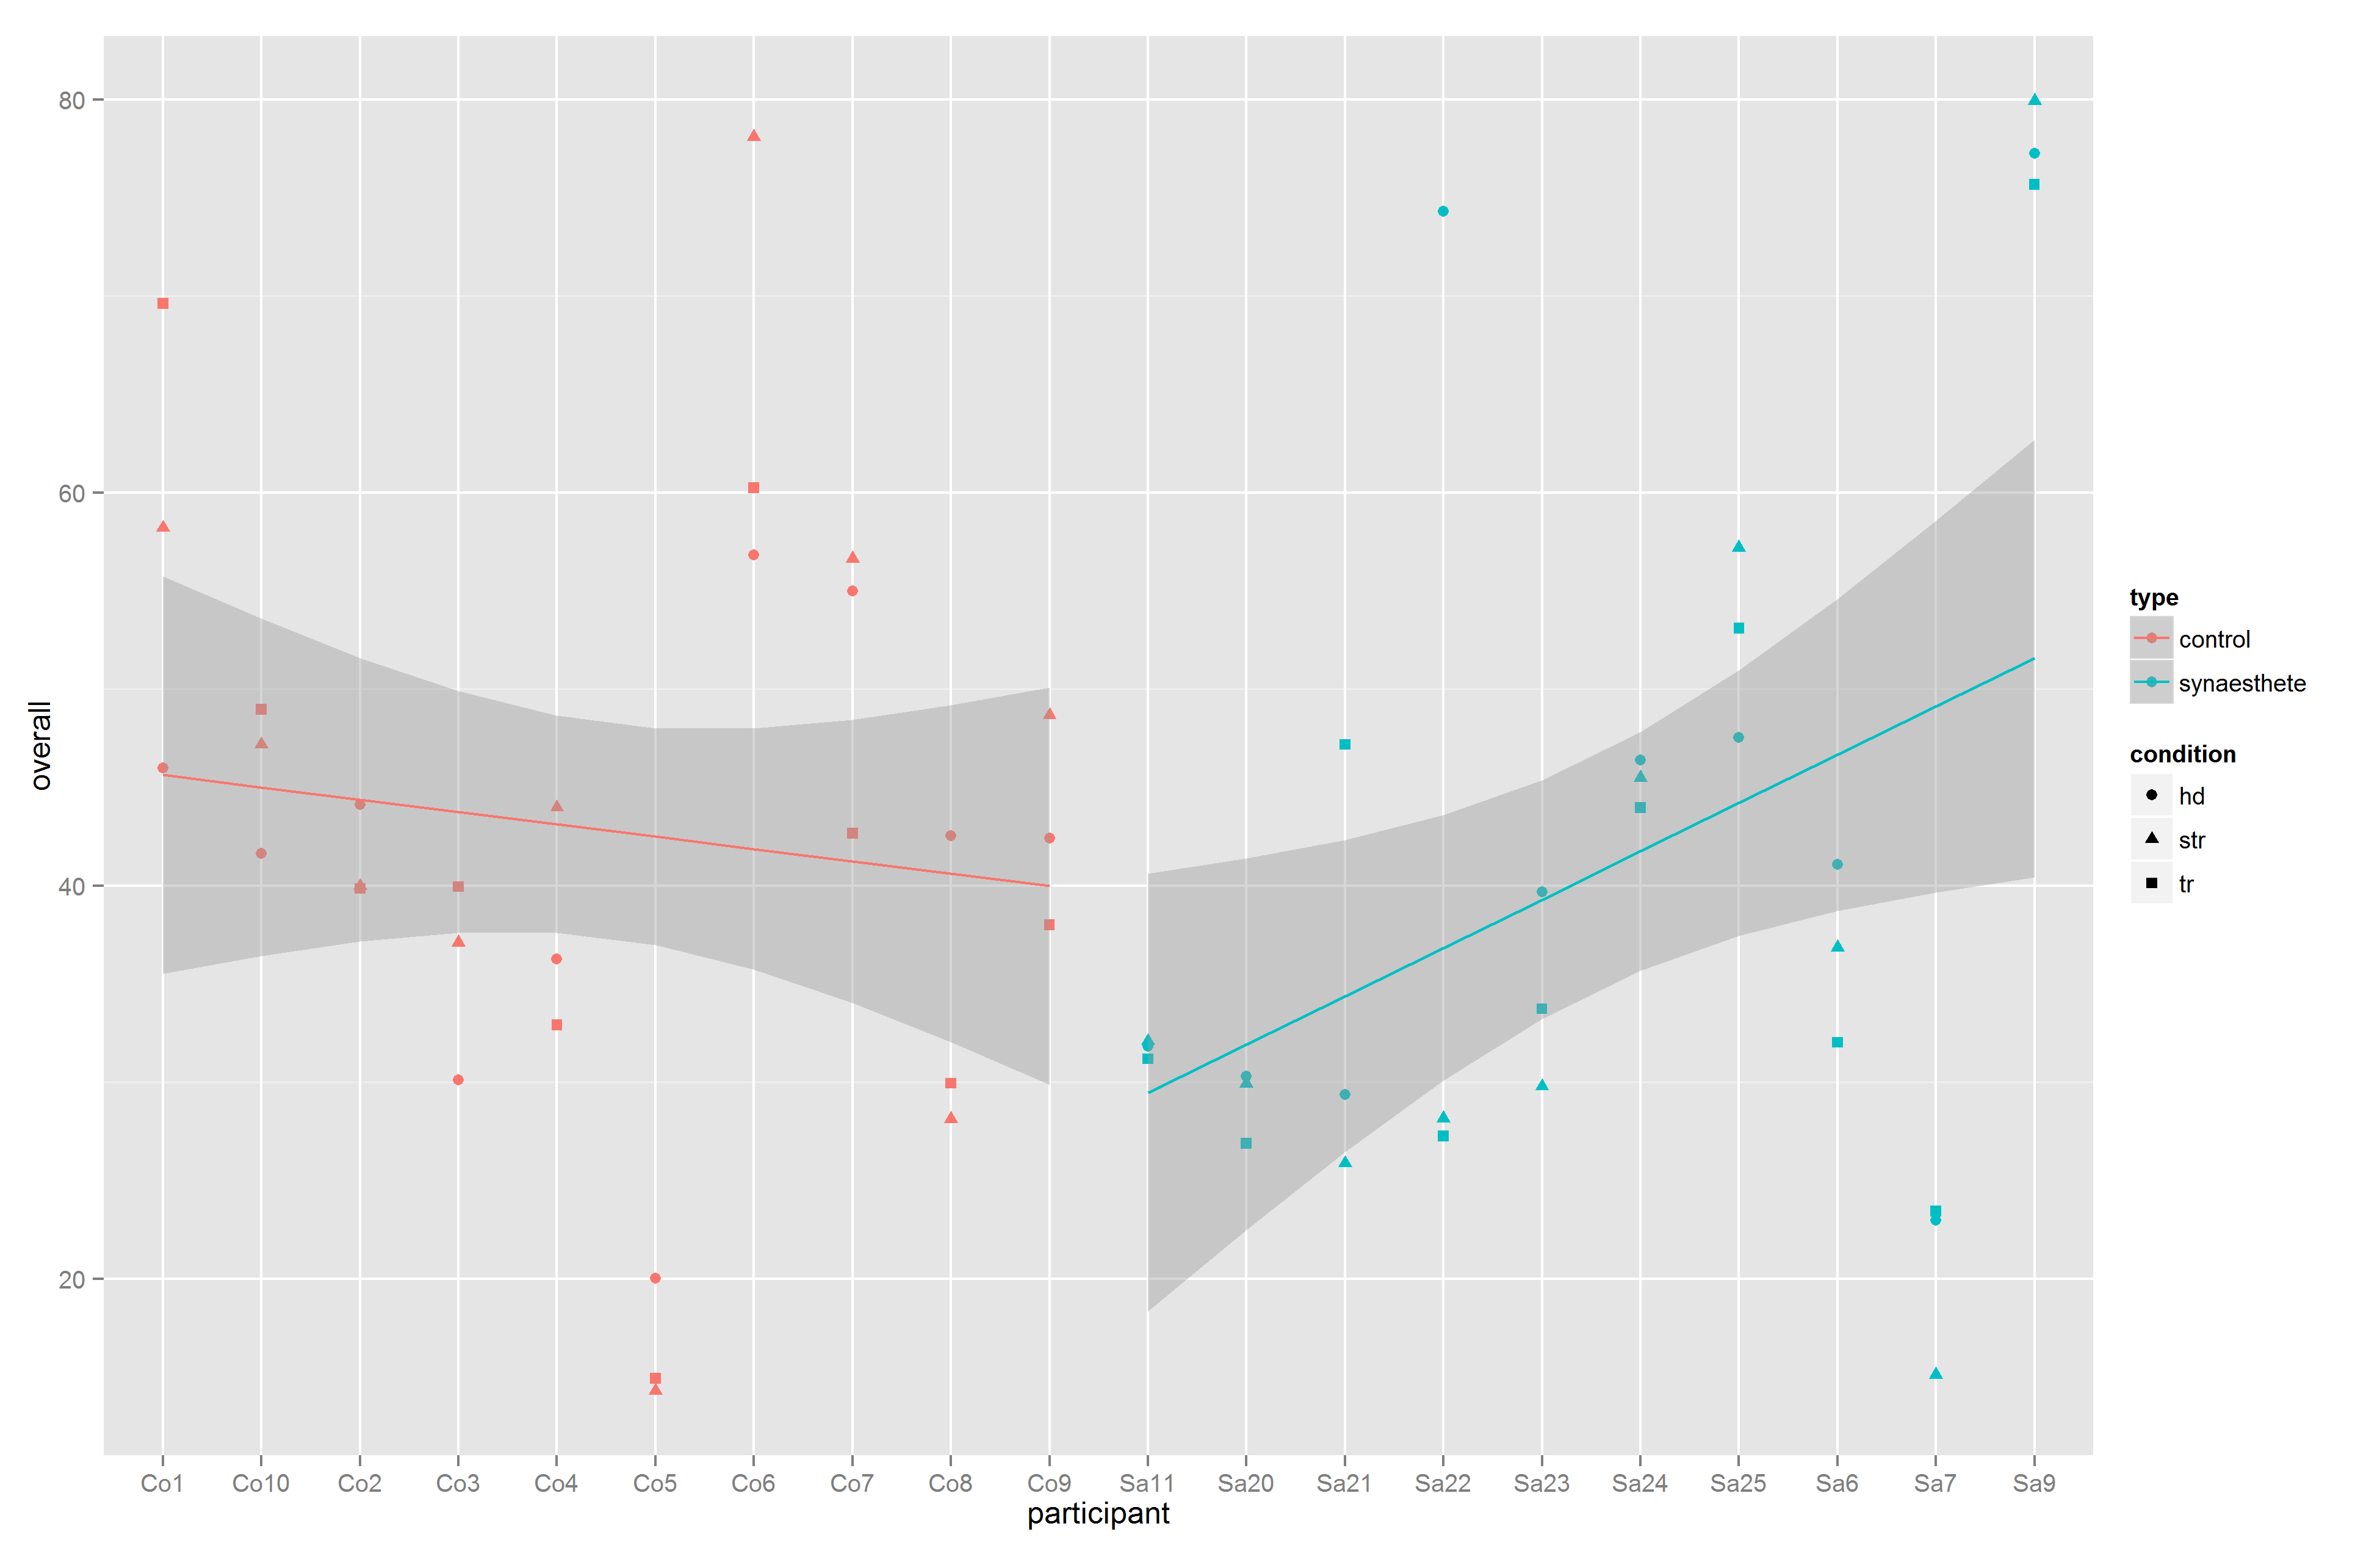 80
60
40
20
overall
Co1 Co10 Co2 Co3 Co4 Co5 Co6 Co7 Co8 Co9 Sa11 Sa20 Sa21 Sa22 Sa23 Sa24 Sa25 Sa6 Sa7 Sa9
participant
type
control
synaesthete
condition
hd
str
tr